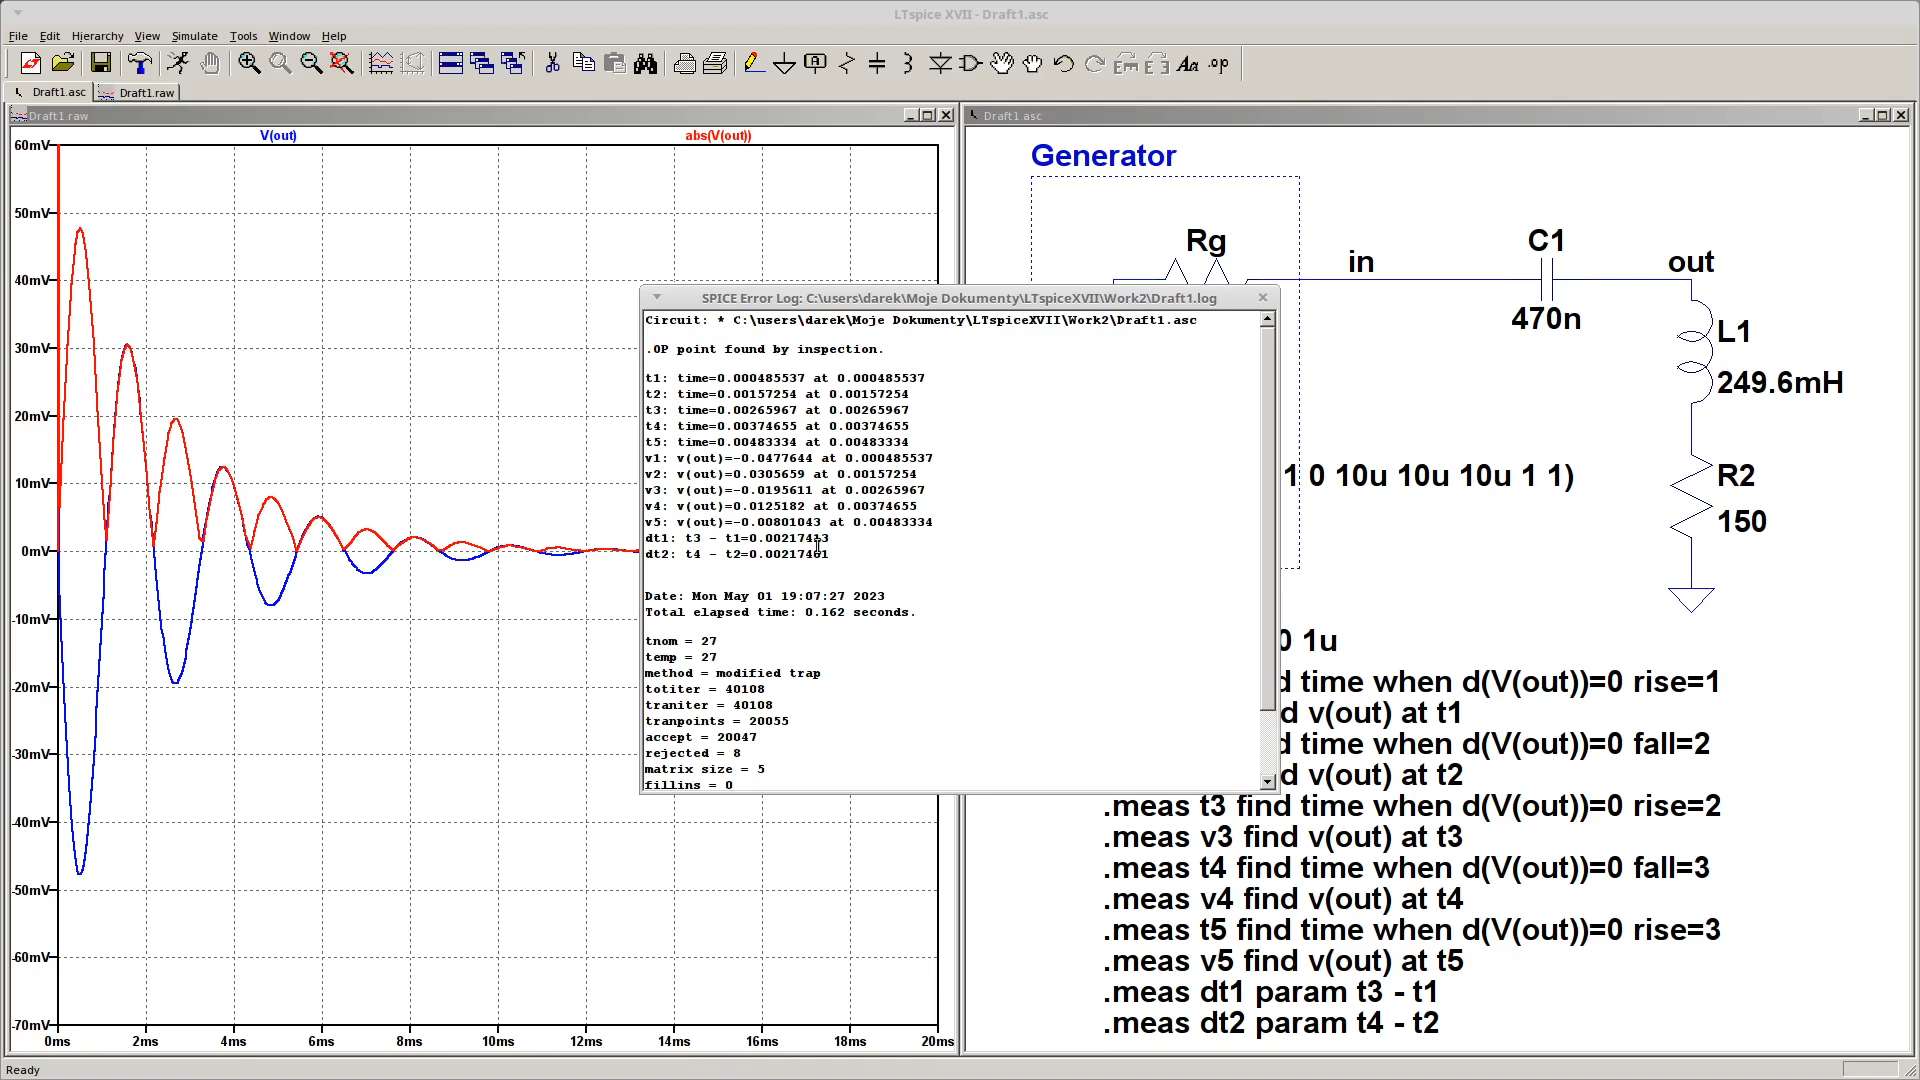 LTspice XVII - Draft1.asc
File Edit Hierarchy View Simulate Tools Window Help
A
Aa .op
Draft1.asc Draft1.raw
Draft1.raw
V(out) abs(V(out))
60mV
50mV
40mV
30mV
20mV
10mV
0mV
-10mV
-20mV
-30mV
-40mV
-50mV
-60mV
-70mV
0ms 2ms 4ms 6ms 8ms 10ms 12ms 14ms 16ms 18ms 20ms
SPICE Error Log: C:\users\darek\Moje Dokumenty\LTspiceXVII\Work2\Draft1.log
Circuit: * C:\users\darek\Moje Dokumenty\LTspiceXVII\Work2\Draft1.asc
.OP point found by inspection.
t1: time=0.000485537 at 0.000485537
t2: time=0.00157254 at 0.00157254
t3: time=0.00265967 at 0.00265967
t4: time=0.00374655 at 0.00374655
t5: time=0.00483334 at 0.00483334
v1: v(out)=-0.0477644 at 0.000485537
v2: v(out)=0.0305659 at 0.00157254
v3: v(out)=-0.0195611 at 0.00265967
v4: v(out)=0.0125182 at 0.00374655
v5: v(out)=-0.00801043 at 0.00483334
dt1: t3 - t1=0.00217413
dt2: t4 - t2=0.00217401
Date: Mon May 01 19:07:27 2023
Total elapsed time: 0.162 seconds.
tnom = 27
temp = 27
method = modified trap
totiter = 40108
traniter = 40108
tranpoints = 20055
accept = 20047
rejected = 8
matrix size = 5
fillins = 0
Draft1.asc
Generator
Rg
in
C1
470n
out
L1
249.6mH
R2
150
1 0 10u 10u 10u 1 1)
0 1u
d time when d(V(out))=0 rise=1
d v(out) at t1
d time when d(V(out))=0 fall=2
d v(out) at t2
.meas t3 find time when d(V(out))=0 rise=2
.meas v3 find v(out) at t3
.meas t4 find time when d(V(out))=0 fall=3
.meas v4 find v(out) at t4
.meas t5 find time when d(V(out))=0 rise=3
.meas v5 find v(out) at t5
.meas dt1 param t3 - t1
.meas dt2 param t4 - t2
Ready